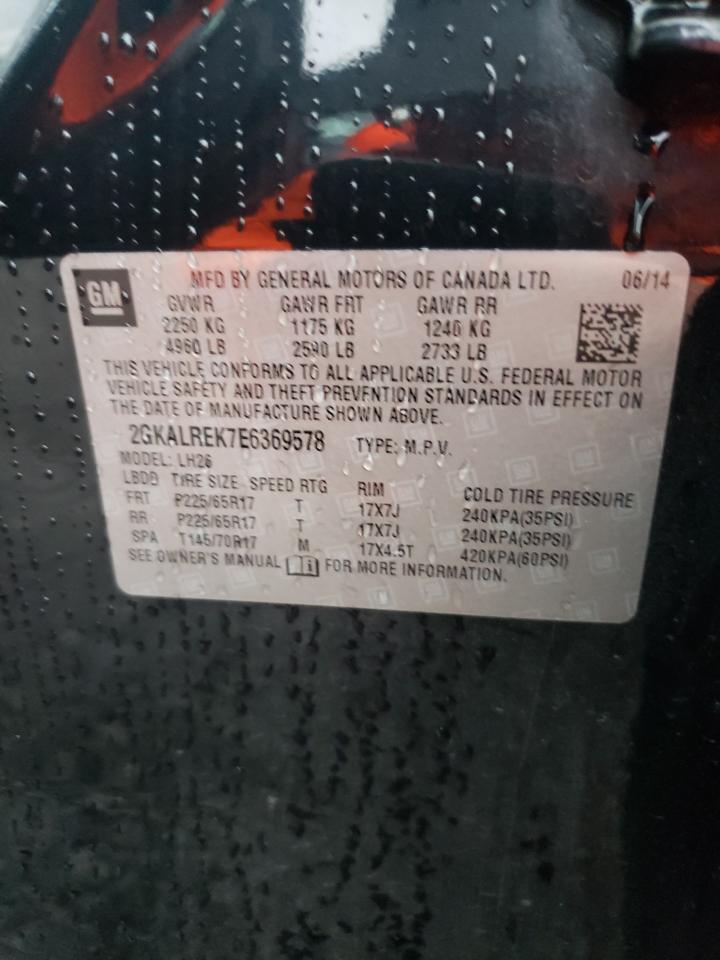 GM
MFD BY GENERAL MOTORS OF CANADA LTD. 06/14
GVWR GAWR FRT GAWR RR
2250 KG 1175 KG 1240 KG
4960 LB 2590 LB 2733 LB
THIS VEHICLE CONFORMS TO ALL APPLICABLE U.S. FEDERAL MOTOR
VEHICLE SAFETY AND THEFT PREVENTION STANDARDS IN EFFECT ON
THE DATE OF MANUFACTURE SHOWN ABOVE.
2GKALREK7E6369578 TYPE: M.P.V.
MODEL: LH26
LBDB TIRE SIZE SPEED RTG RIM COLD TIRE PRESSURE
FRT P225/65R17 T 17X7J 240KPA(35PSI)
RR P225/65R17 T 17X7J 240KPA(35PSI)
SPA T145/70R17 M 17X4.5T 420KPA(60PSI)
SEE OWNER'S MANUAL FOR MORE INFORMATION.